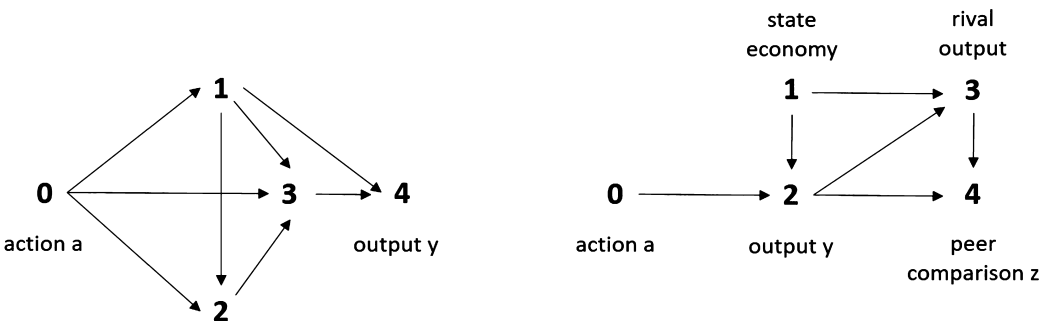 1
0
3
4
action a
output y
2
state
economy
rival
output
1
3
0
2
4
action a
output y
peer
comparison z